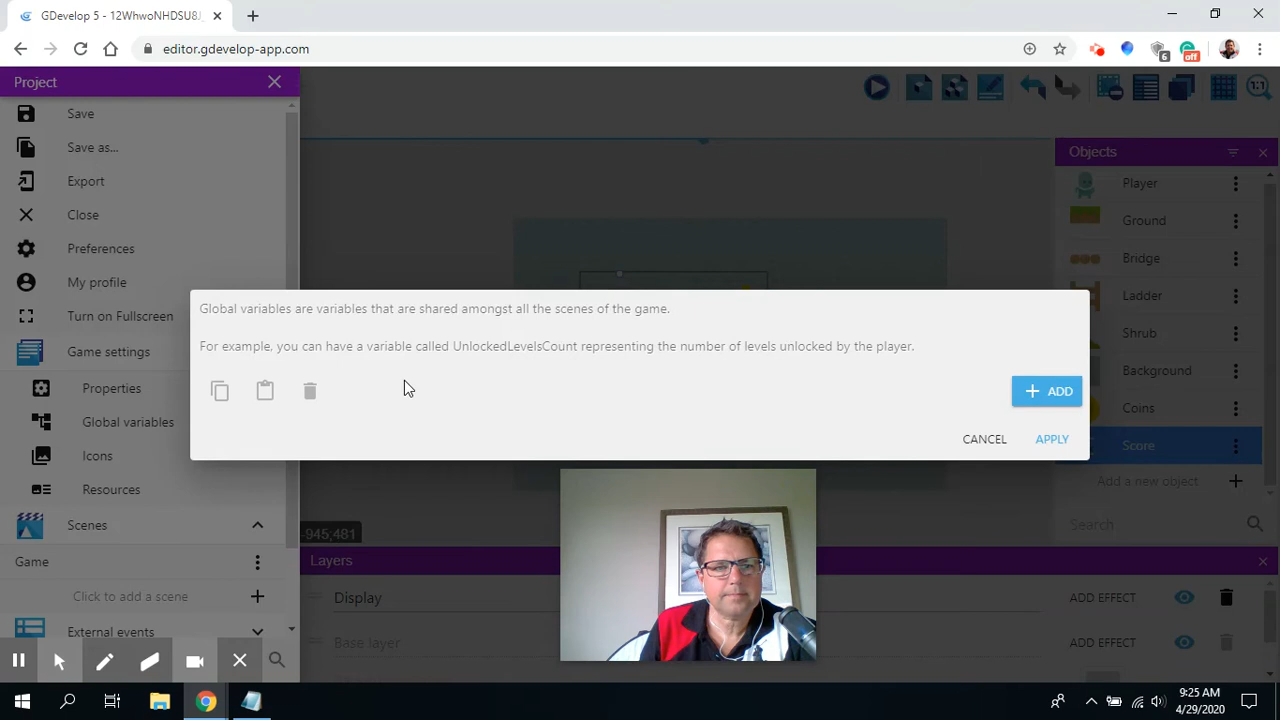 GDevelop 5 - 12WhwoNHDSU8J
editor.gdevelop-app.com
6
off
Project
Save
Save as...
Export
Close
Preferences
My profile
Turn on Fullscreen
Game settings
Properties
Global variables
Icons
Resources
Scenes
Game
Click to add a scene
External events
1:1
Objects
Player
Ground
Bridge
Ladder
Shrub
Background
Coins
Score
Add a new object
Search
Global variables are variables that are shared amongst all the scenes of the game.
For example, you can have a variable called UnlockedLevelsCount representing the number of levels unlocked by the player.
ADD
CANCEL
APPLY
-945;481
Layers
Display
ADD EFFECT
Base layer
ADD EFFECT
9:25 AM
4/29/2020